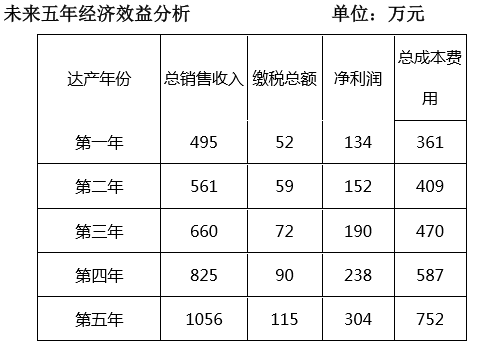 未来五年经济效益分析 单位：万元
达产年份 总销售收入 缴税总额 净利润 总成本费
用
第一年 495 52 134 361
第二年 561 59 152 409
第三年 660 72 190 470
第四年 825 90 238 587
第五年 1056 115 304 752